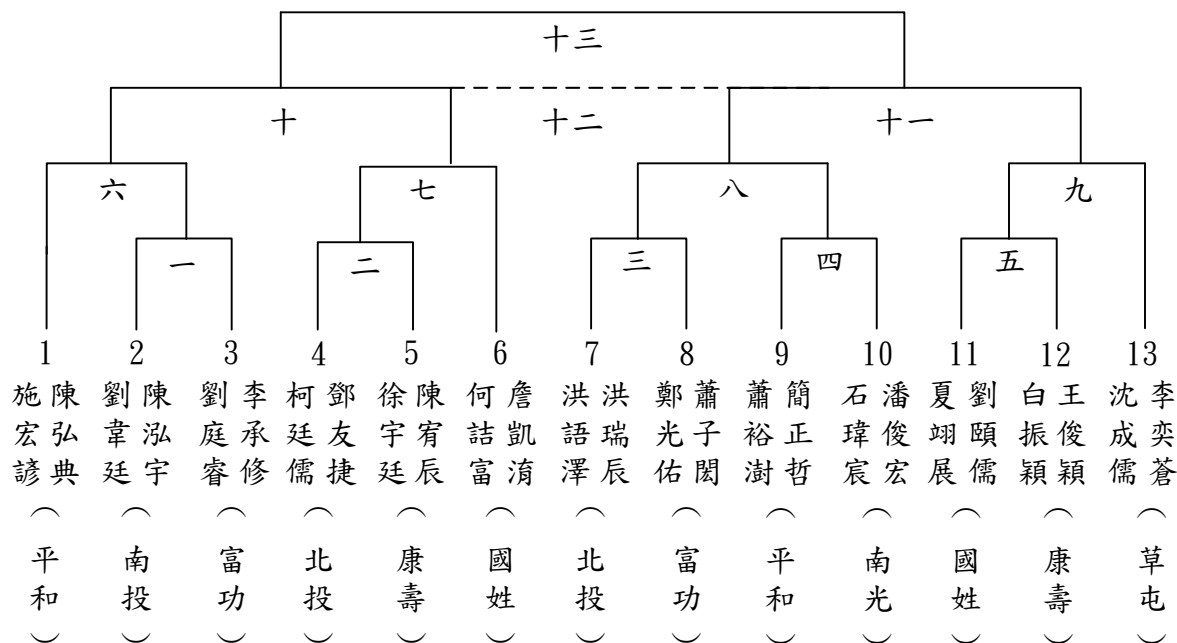 十三
十
十二
十一
六
七
八
九
一
二
三
四
五
1
施宏諺
陳弘典
（平和）
2
劉韋廷
陳泓宇
（南投）
3
劉庭睿
李承修
（富功）
4
柯廷儒
鄧友捷
（北投）
5
徐宇廷
陳宥辰
（康壽）
6
何詰富
詹凱淯
（國姓）
7
洪語澤
洪瑞辰
（北投）
8
鄭光佑
蕭子閎
（富功）
9
蕭裕澍
簡正哲
（平和）
10
石瑋宸
潘俊宏
（南光）
11
夏翊展
劉頤儒
（國姓）
12
白振穎
王俊穎
（康壽）
13
沈成儒
李奕蒼
（草屯）